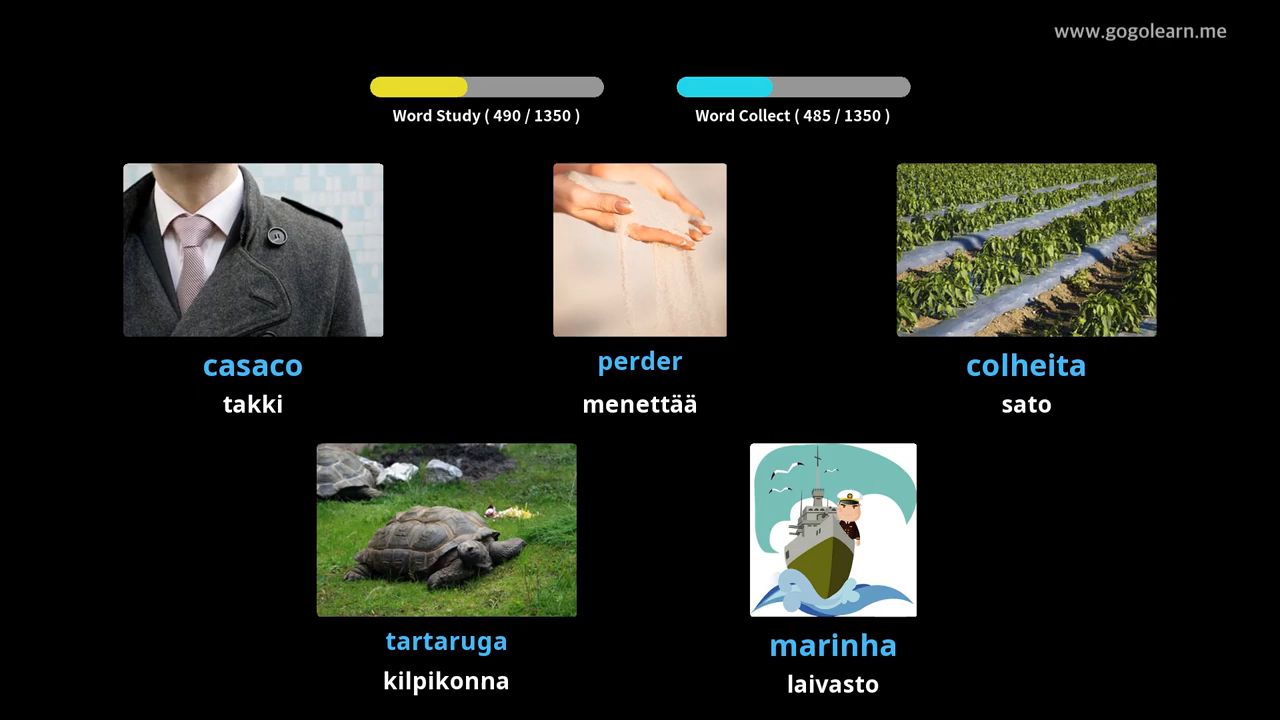 www.gogolearn.me
Word Study ( 490 / 1350 )
Word Collect ( 485 / 1350 )
casaco
takki
perder
menettää
colheita
sato
tartaruga
kilpikonna
marinha
laivasto